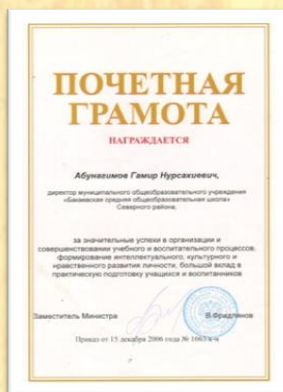 ПОЧЕТНАЯ
ГРАМОТА
НАГРАЖДАЕТСЯ
Абунагимов Гамир Нурсакиевич,
директор муниципального общеобразовательного учреждения
«Бакаевская средняя общеобразовательная школа»
Северного района,
за значительные успехи в организации и
совершенствовании учебного и воспитательного процессов,
формирование интеллектуального, культурного и
нравственного развития личности, большой вклад в
практическую подготовку учащихся и воспитанников
Заместитель Министра В.Фридлянов
Приказ от 15 декабря 2006 года № 1663/к-н